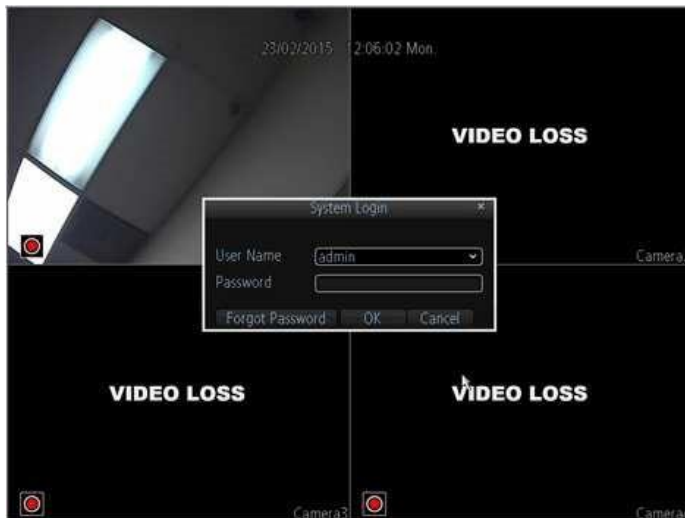 23/02/2015 12:06:02 Mon.
VIDEO LOSS
System Login ×
User Name admin
Camera
Password
Forgot Password OK Cancel
VIDEO LOSS
VIDEO LOSS
Camera3
Camera